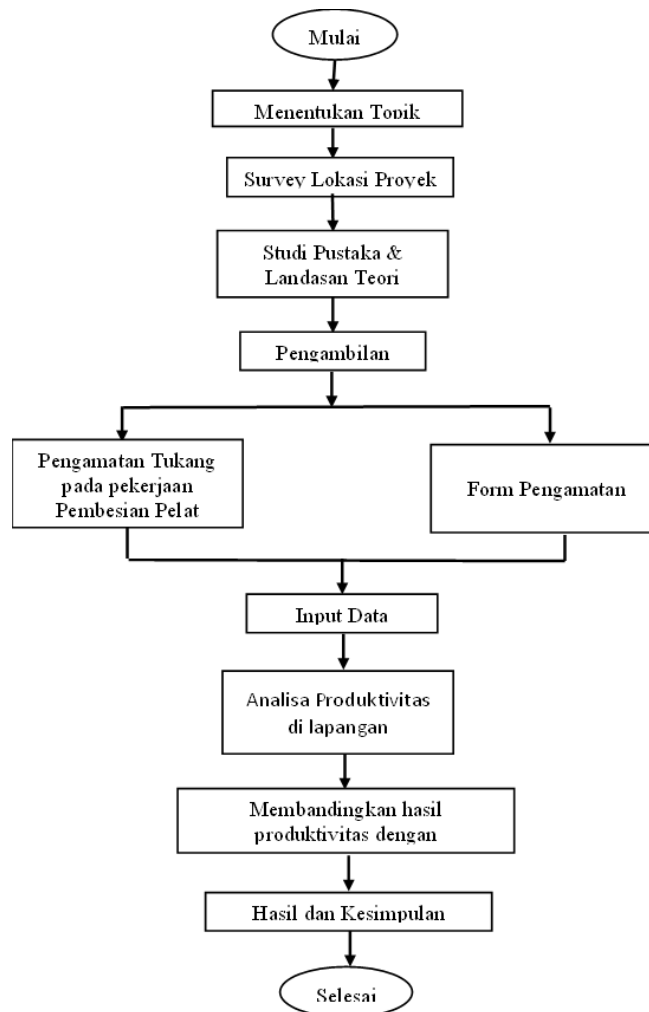 Mulai
Menentukan Topik
Survey Lokasi Proyek
Studi Pustaka &
Landasan Teori
Pengambilan
Pengamatan Tukang
pada pekerjaan
Pembesian Pelat
Form Pengamatan
Input Data
Analisa Produktivitas
di lapangan
Membandingkan hasil
produktivitas dengan
Hasil dan Kesimpulan
Selesai